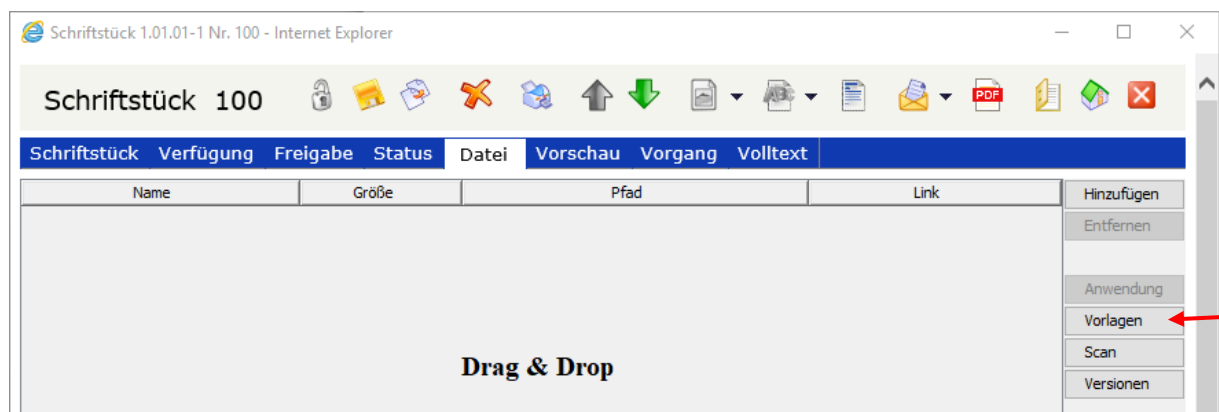 Schriftstück 1.01.01-1 Nr. 100 - Internet Explorer
Schriftstück 100
ABC
PDF
Schriftstück Verfügung Freigabe Status Datei Vorschau Vorgang Volltext
Name Größe Pfad Link
Hinzufügen
Entfernen
Anwendung
Vorlagen
Scan
Drag & Drop
Versionen